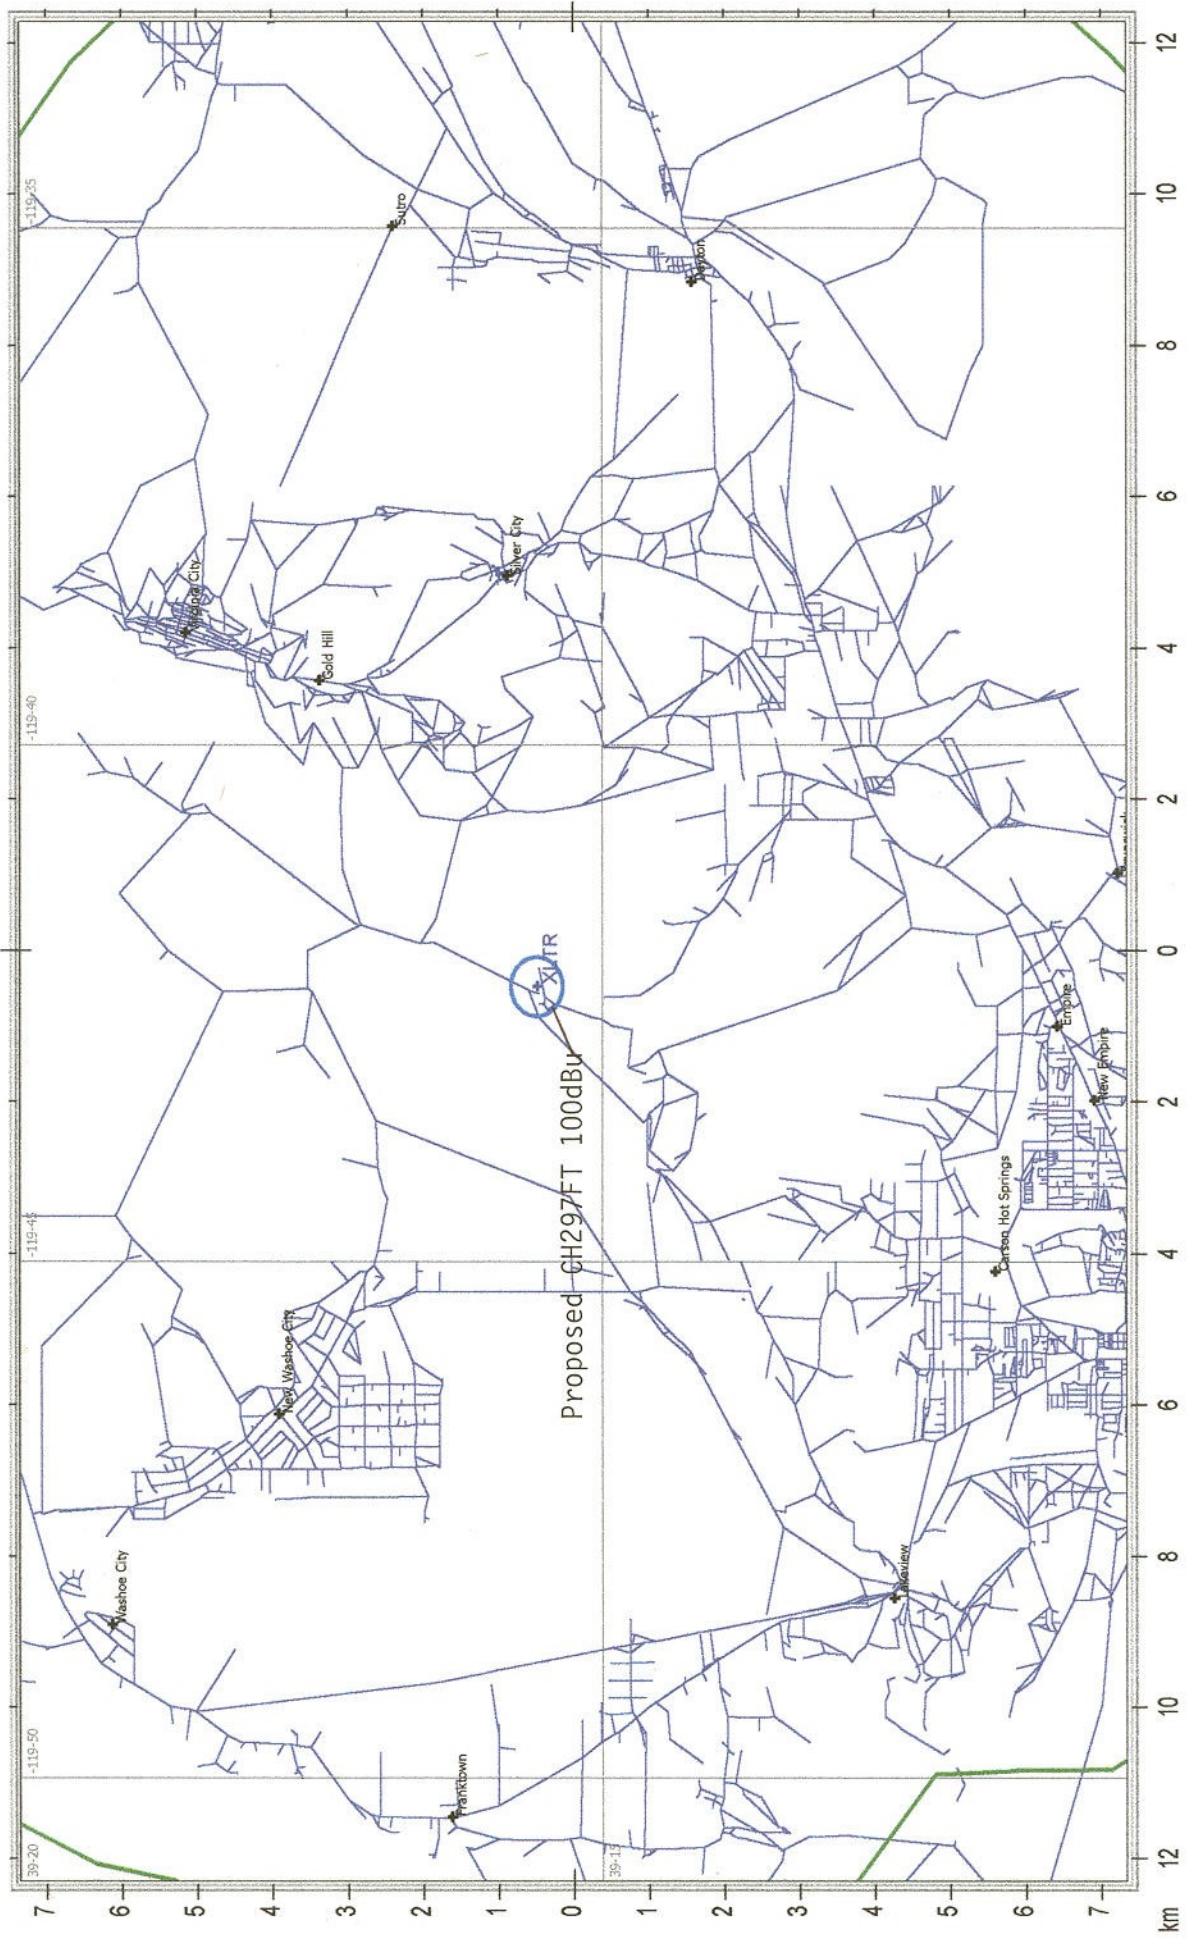 39-20
-119-50
-119-45
-119-40
-119-35
7
6
Washoe City
5
Virginia City
4
New Washoe City
3
Gold Hill
2
Sutro
Franktown
1
Silver City
XLTR
0
Proposed CH297FT 100dBu
39-15
1
Dayton
2
3
4
Lakeview
5
Carson Hot Springs
6
Empire
New Empire
7
km
12 10 8 6 4 2 0 2 4 6 8 10 12